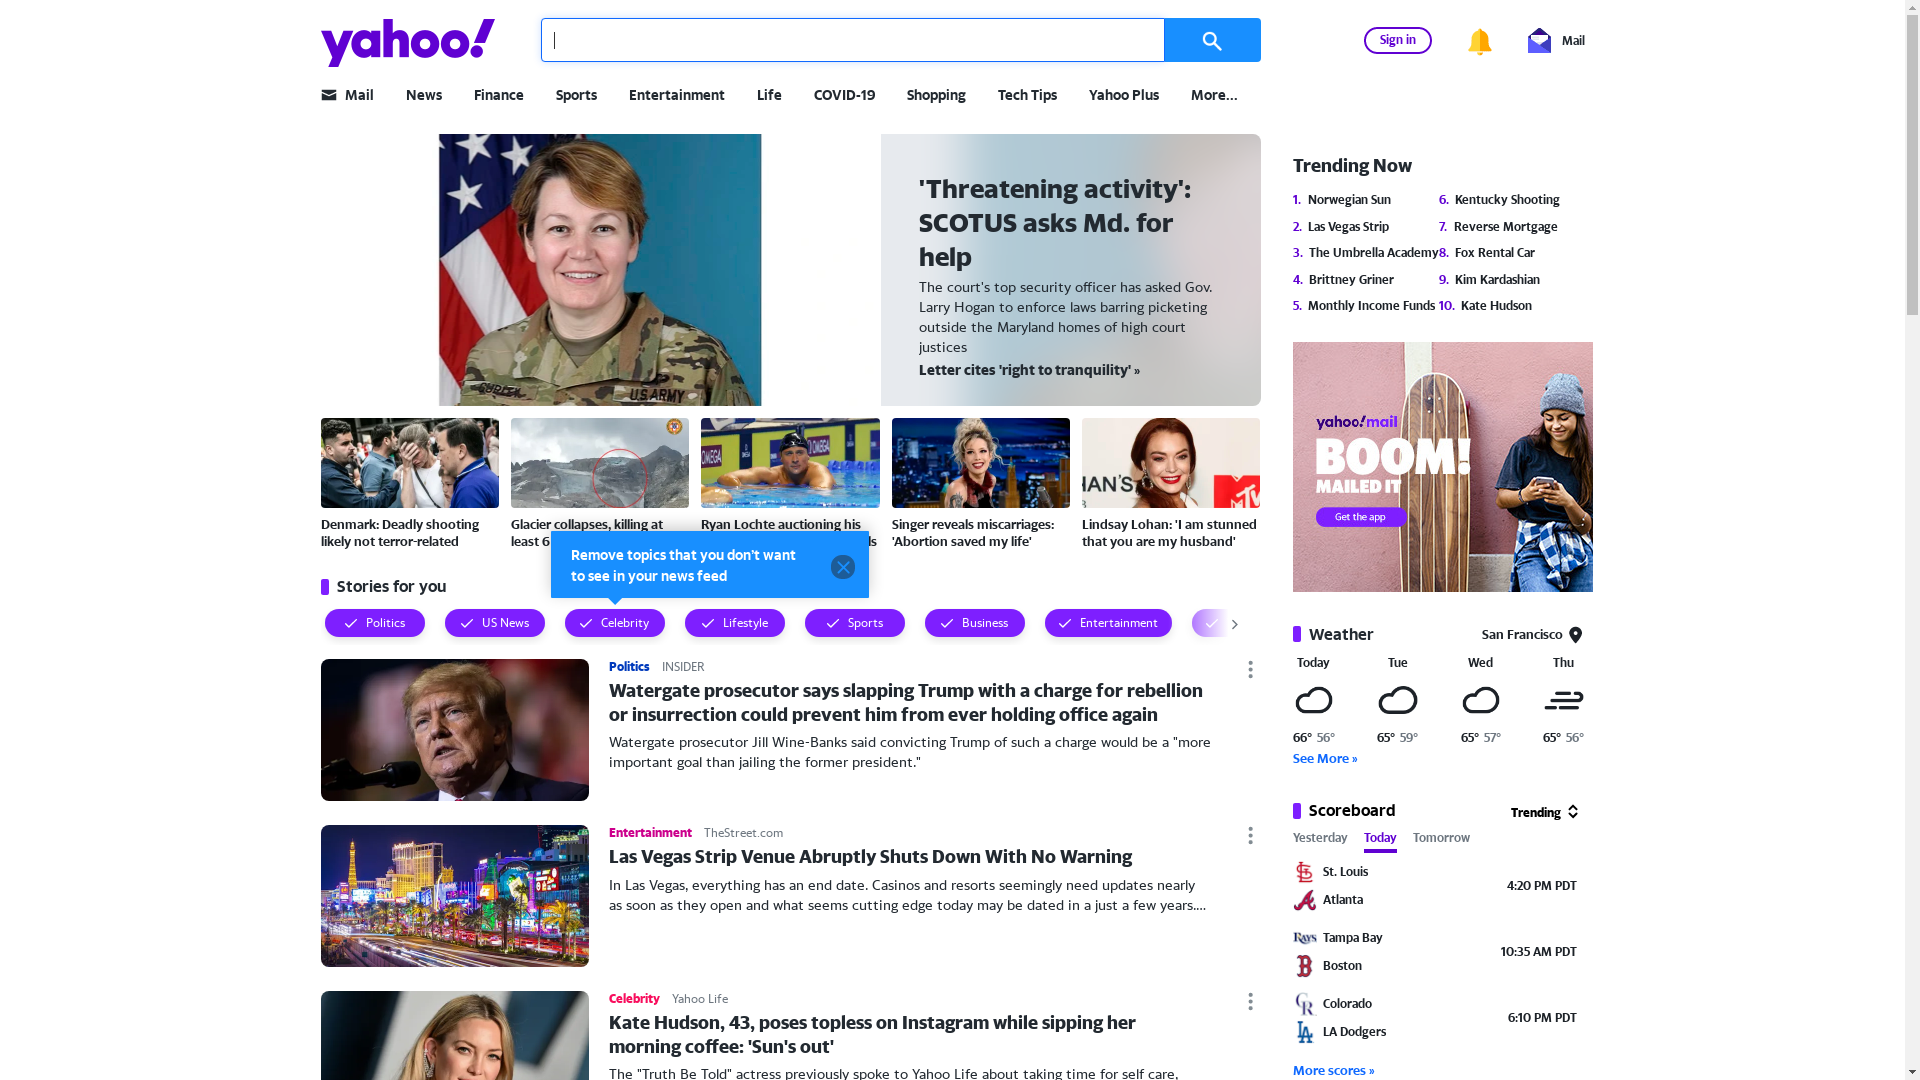 yahoo!
Sign in
Mail
Mail
News
Finance
Sports
Entertainment
Life
COVID-19
Shopping
Tech Tips
Yahoo Plus
More...
U.S. ARMY
'Threatening activity':
SCOTUS asks Md. for
help
The court's top security officer has asked Gov.
Larry Hogan to enforce laws barring picketing
outside the Maryland homes of high court
justices
Letter cites 'right to tranquility' »
OMEGA
OMEGA
HAN'S
MTV
Denmark: Deadly shooting
likely not terror-related
Glacier collapses, killing at
least 6
Ryan Lochte auctioning his
Singer reveals miscarriages:
'Abortion saved my life'
Lindsay Lohan: 'I am stunned
that you are my husband'
Remove topics that you don't want
to see in your news feed
Stories for you
Politics
US News
Celebrity
Lifestyle
Sports
Business
Entertainment
Politics INSIDER
Watergate prosecutor says slapping Trump with a charge for rebellion
or insurrection could prevent him from ever holding office again
Watergate prosecutor Jill Wine-Banks said convicting Trump of such a charge would be a "more
important goal than jailing the former president."
Entertainment TheStreet.com
Las Vegas Strip Venue Abruptly Shuts Down With No Warning
In Las Vegas, everything has an end date. Casinos and resorts seemingly need updates nearly
as soon as they open and what seems cutting edge today may be dated in a just a few years....
Celebrity Yahoo Life
Kate Hudson, 43, poses topless on Instagram while sipping her
morning coffee: 'Sun's out'
The "Truth Be Told" actress previously spoke to Yahoo Life about taking time for self care,
Trending Now
1. Norwegian Sun
2. Las Vegas Strip
3. The Umbrella Academy
4. Brittney Griner
5. Monthly Income Funds
6. Kentucky Shooting
7. Reverse Mortgage
8. Fox Rental Car
9. Kim Kardashian
10. Kate Hudson
yahoo!mail
BOOM!
MAILED IT
Get the app
Weather
San Francisco
Today
Tue
Wed
Thu
66° 56°
65° 59°
65° 57°
65° 56°
See More »
Scoreboard
Trending
Yesterday
Today
Tomorrow
St. Louis
Atlanta
4:20 PM PDT
Rays
Tampa Bay
Boston
10:35 AM PDT
Colorado
LA Dodgers
6:10 PM PDT
More scores »